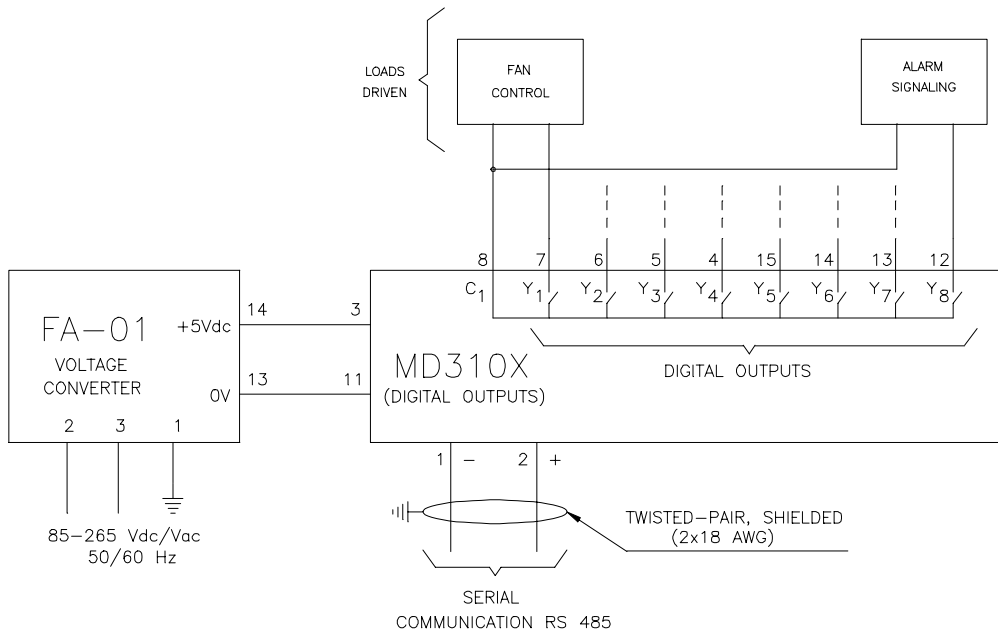 LOADS
DRIVEN
FAN
CONTROL
ALARM
SIGNALING
8 7 6 5 4 15 14 13 12
C1 Y1 Y2 Y3 Y4 Y5 Y6 Y7 Y8
DIGITAL OUTPUTS
FA-01
VOLTAGE
CONVERTER
+5Vdc
0V
14 3
13 11
MD310X
(DIGITAL OUTPUTS)
2 3 1
85-265 Vdc/Vac
50/60 Hz
1 - 2 +
TWISTED-PAIR, SHIELDED
(2x18 AWG)
SERIAL
COMMUNICATION RS 485